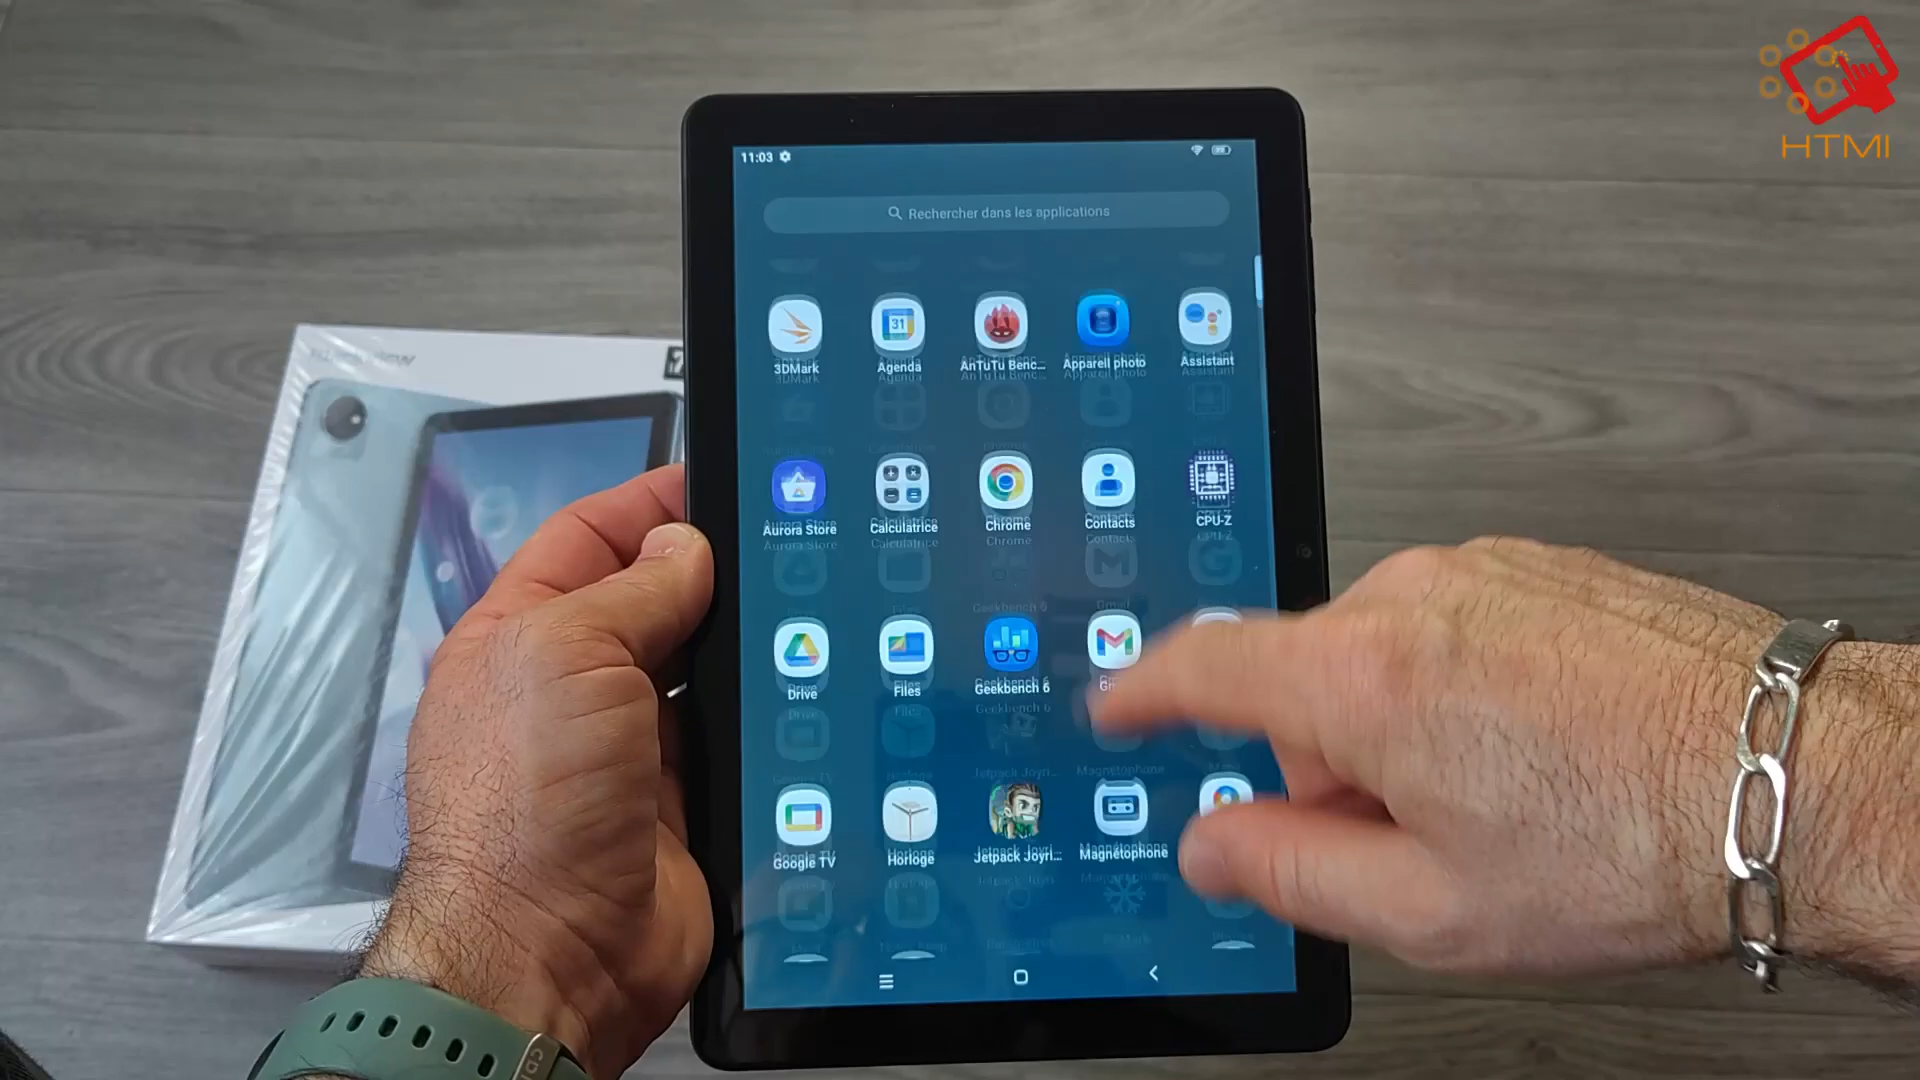 HTMI
11:03
Rechercher dans les applications
3DMark
Agenda
AnTuTu Benc...
Appareil photo
Assistant
Aurora Store
Calculatrice
Chrome
Contacts
CPU-Z
Drive
Files
Geekbench 6
Google TV
Horloge
Jetpack Joyri...
Magnétophone